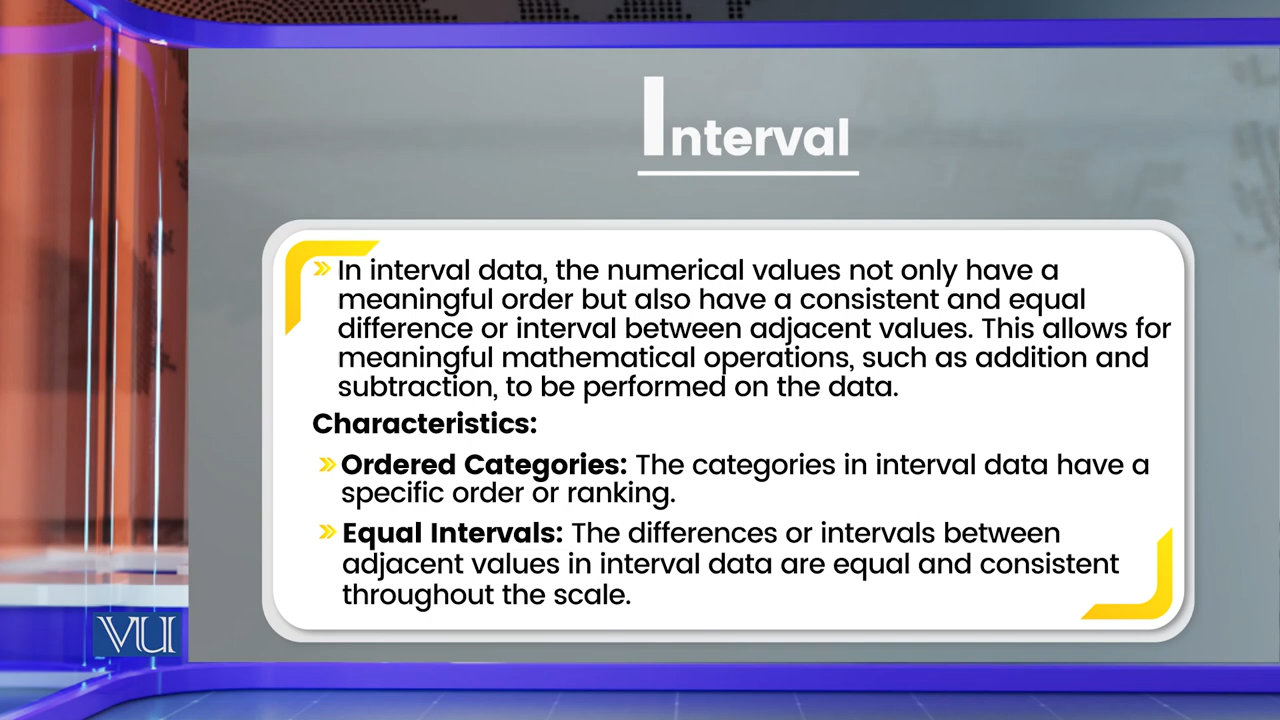 Interval
In interval data, the numerical values not only have a
meaningful order but also have a consistent and equal
difference or interval between adjacent values. This allows for
meaningful mathematical operations, such as addition and
subtraction, to be performed on the data.
Characteristics:
Ordered Categories: The categories in interval data have a
specific order or ranking.
Equal Intervals: The differences or intervals between
adjacent values in interval data are equal and consistent
throughout the scale.
VU